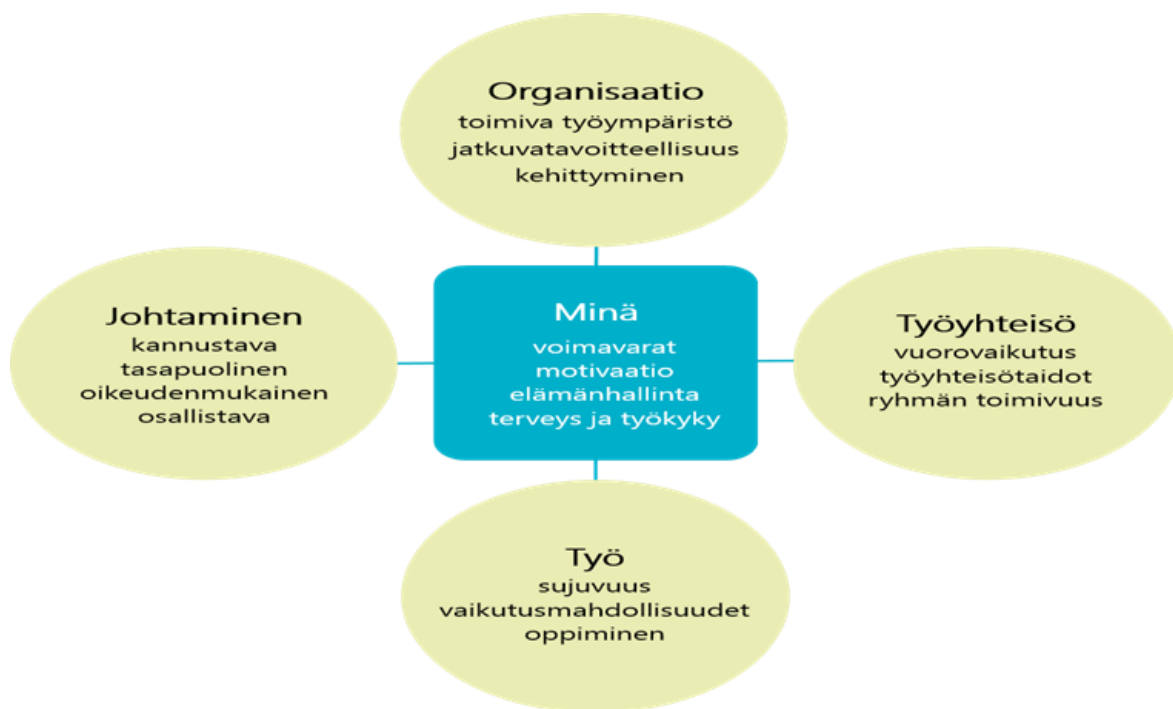 Organisaatio
toimiva työympäristö
jatkuvatavoitteellisuus
kehittyminen
Johtaminen
kannustava
tasapuolinen
oikeudenmukainen
osallistava
Minä
voimavarat
motivaatio
elämänhallinta
terveys ja työkyky
Työyhteisö
vuorovaikutus
työyhteisötaidot
ryhmän toimivuus
Työ
sujuvuus
vaikutusmahdollisuudet
oppiminen